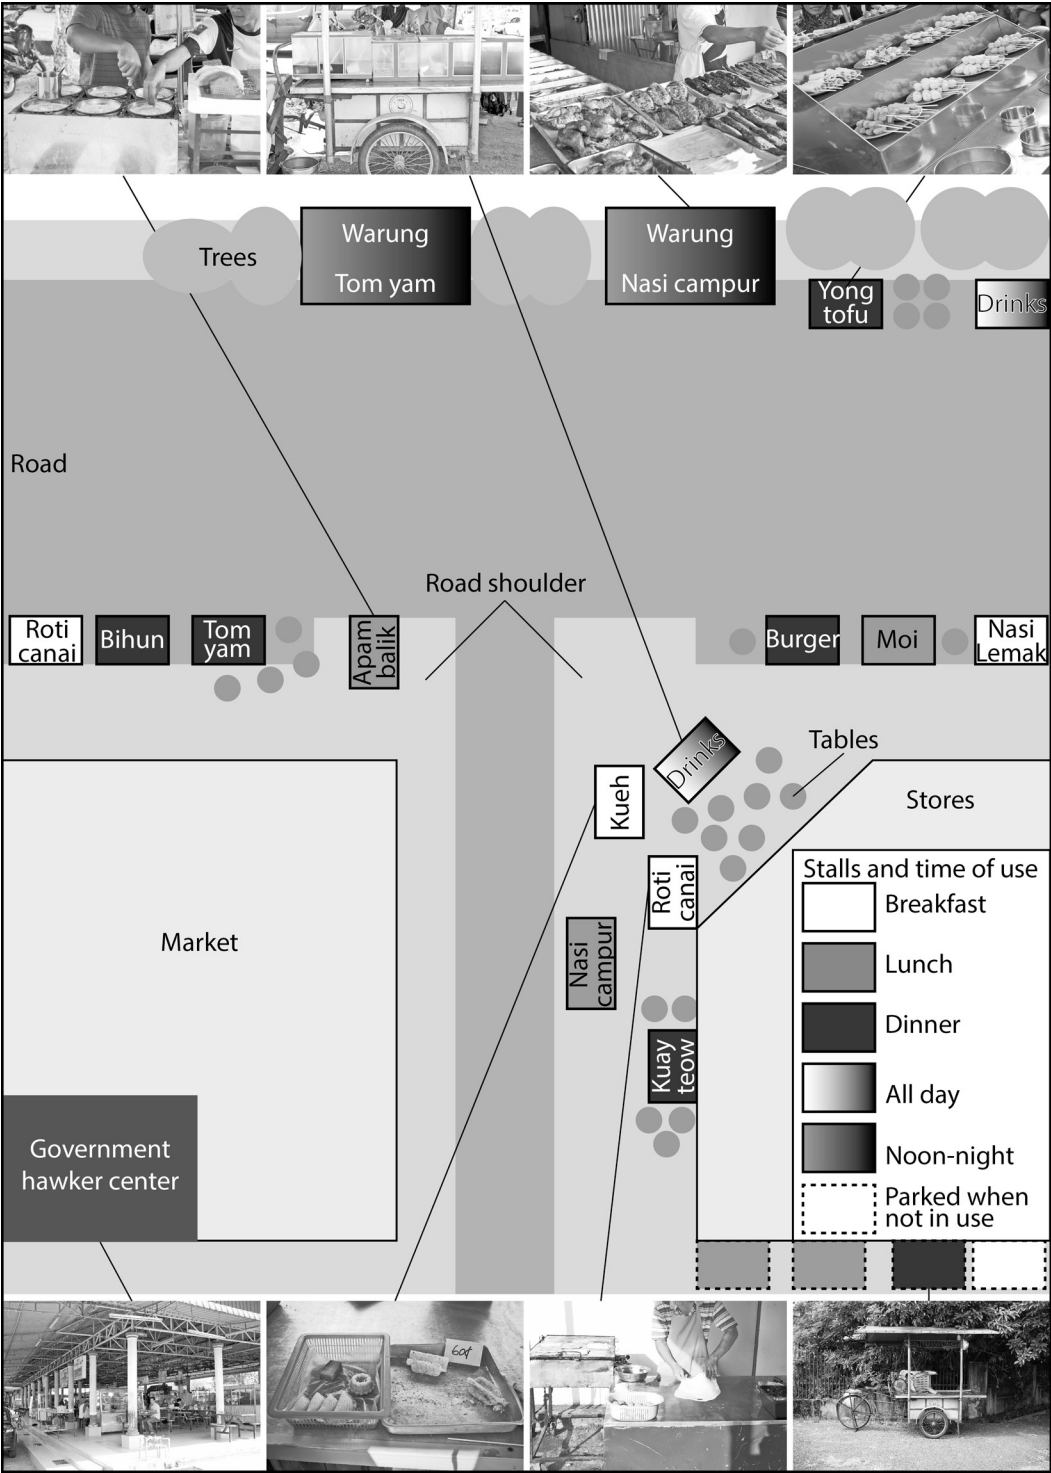 Warung
Tom yam
Warung
Nasi campur
Trees
Yong
tofu
Drinks
Road
Road shoulder
Roti
canai
Bihun
Tom
yam
Apam
balik
Burger
Moi
Nasi
Lemak
Drinks
Tables
Kueh
Stores
Roti
canai
Market
Nasi
campur
Kuay
teow
Stalls and time of use
Breakfast
Lunch
Dinner
All day
Noon-night
Parked when
not in use
Government
hawker center
60¢